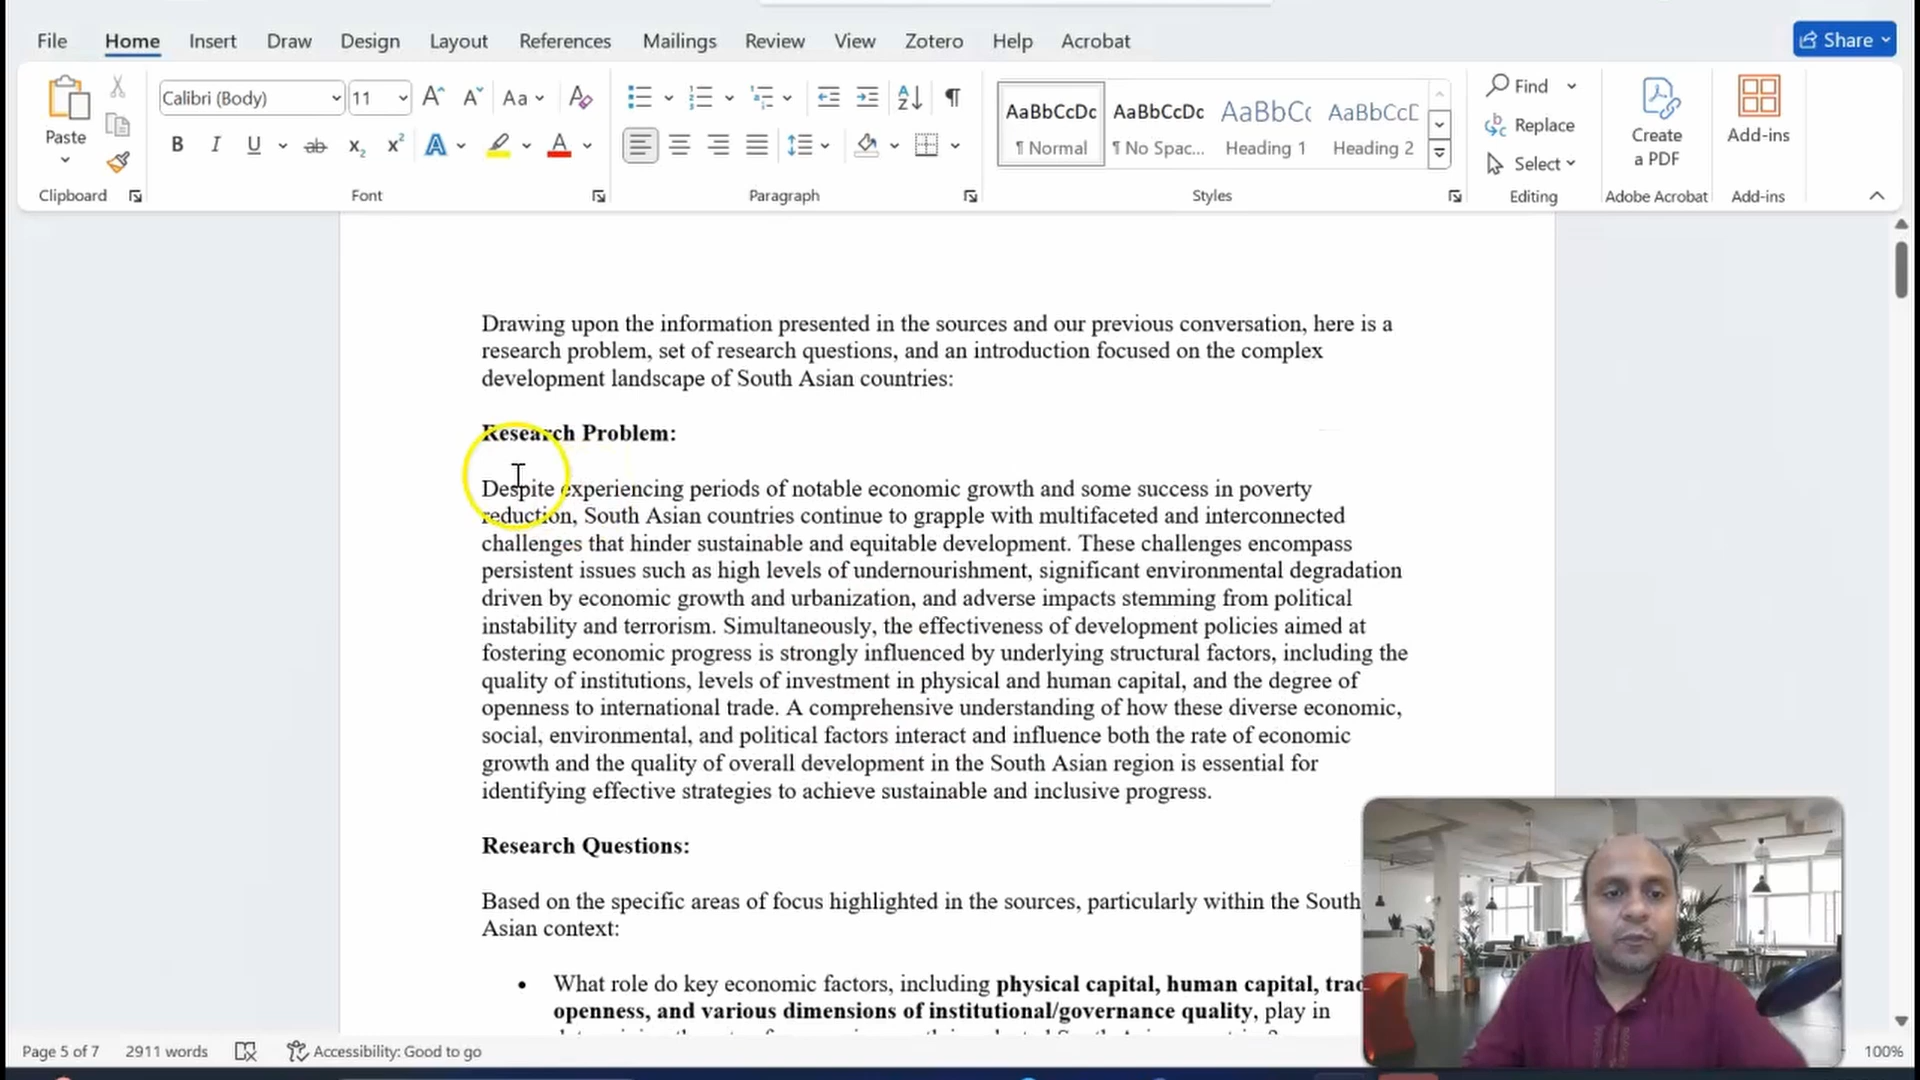 File Home Insert Draw Design Layout References Mailings Review View Zotero Help Acrobat Share
Calibri (Body) 11 Aa
AaBbCcDc AaBbCcDc AaBbCc AaBbCcD
Find
Paste
Replace
Create a PDF
Add-ins
B I U ab x₂ x² A A
¶ Normal ¶ No Spac... Heading 1 Heading 2
Select
Clipboard Font Paragraph Styles Editing Adobe Acrobat Add-ins
Drawing upon the information presented in the sources and our previous conversation, here is a
research problem, set of research questions, and an introduction focused on the complex
development landscape of South Asian countries:
Research Problem:
Despite experiencing periods of notable economic growth and some success in poverty
reduction, South Asian countries continue to grapple with multifaceted and interconnected
challenges that hinder sustainable and equitable development. These challenges encompass
persistent issues such as high levels of undernourishment, significant environmental degradation
driven by economic growth and urbanization, and adverse impacts stemming from political
instability and terrorism. Simultaneously, the effectiveness of development policies aimed at
fostering economic progress is strongly influenced by underlying structural factors, including the
quality of institutions, levels of investment in physical and human capital, and the degree of
openness to international trade. A comprehensive understanding of how these diverse economic,
social, environmental, and political factors interact and influence both the rate of economic
growth and the quality of overall development in the South Asian region is essential for
identifying effective strategies to achieve sustainable and inclusive progress.
Research Questions:
Based on the specific areas of focus highlighted in the sources, particularly within the South
Asian context:
• What role do key economic factors, including physical capital, human capital,
openness, and various dimensions of institutional/governance quality, play in
Page 5 of 7 2911 words Accessibility: Good to go 100%